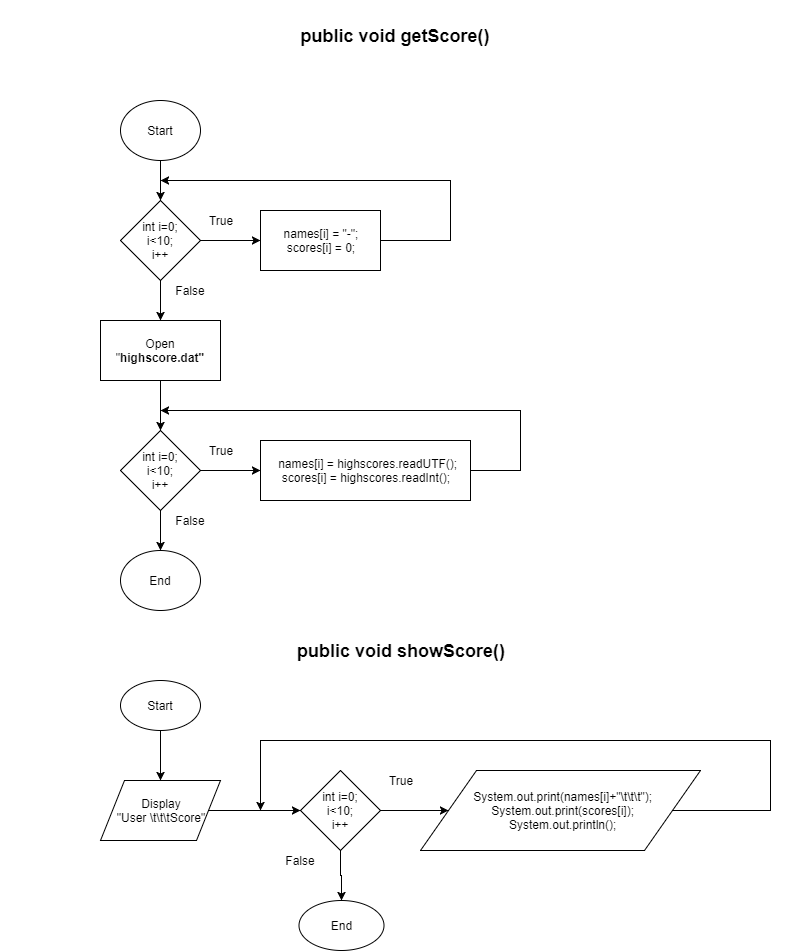 public void getScore()
Start
int i=0;
i<10;
i++
True
names[i] = "-";
scores[i] = 0;
False
Open
"highscore.dat"
int i=0;
i<10;
i++
True
names[i] = highscores.readUTF();
scores[i] = highscores.readInt();
False
End
public void showScore()
Start
Display
"User \t\t\tScore"
int i=0;
i<10;
i++
True
System.out.print(names[i]+"\t\t\t");
System.out.print(scores[i]);
System.out.println();
False
End